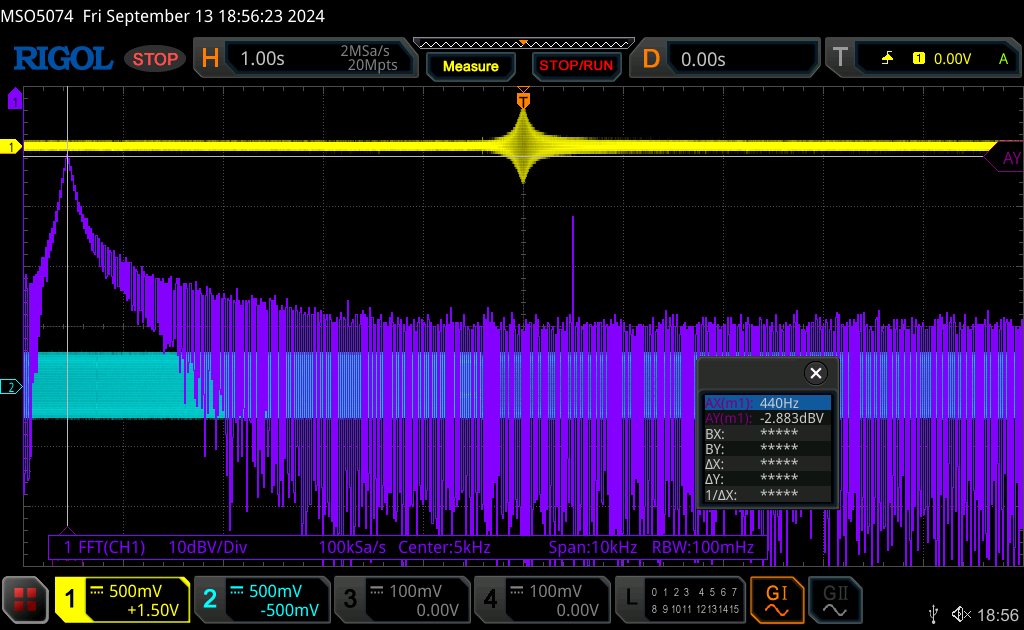 MSO5074 Fri September 13 18:56:23 2024
RIGOL STOP H 1.00s 2MSa/s 20Mpts Measure STOP/RUN D 0.00s T 1 0.00V A
1
T
1
AY
2
AX(m1): 440Hz
AY(m1): -2.883dBV
BX: *****
BY: *****
ΔX: *****
ΔY: *****
1/ΔX: *****
1 FFT(CH1) 10dBV/Div 100kSa/s Center:5kHz Span:10kHz RBW:100mHz
1 500mV +1.50V
2 500mV -500mV
3 100mV 0.00V
4 100mV 0.00V
L 0 1 2 3 4 5 6 7
8 9 10 11 12 13 14 15
GI
GII
18:56